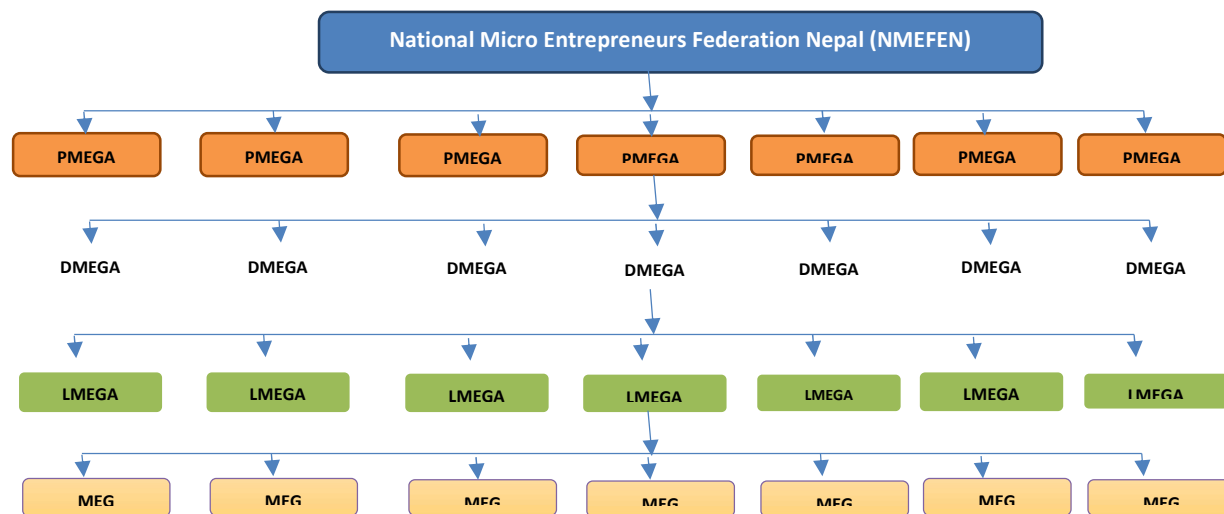 National Micro Entrepreneurs Federation Nepal (NMEFEN)
PMEGA PMEGA PMEGA PMEGA PMEGA PMEGA PMEGA
DMEGA DMEGA DMEGA DMEGA DMEGA DMEGA DMEGA
LMEGA LMEGA LMEGA LMEGA LMEGA LMEGA LMEGA
MEG MEG MEG MEG MEG MEG MEG